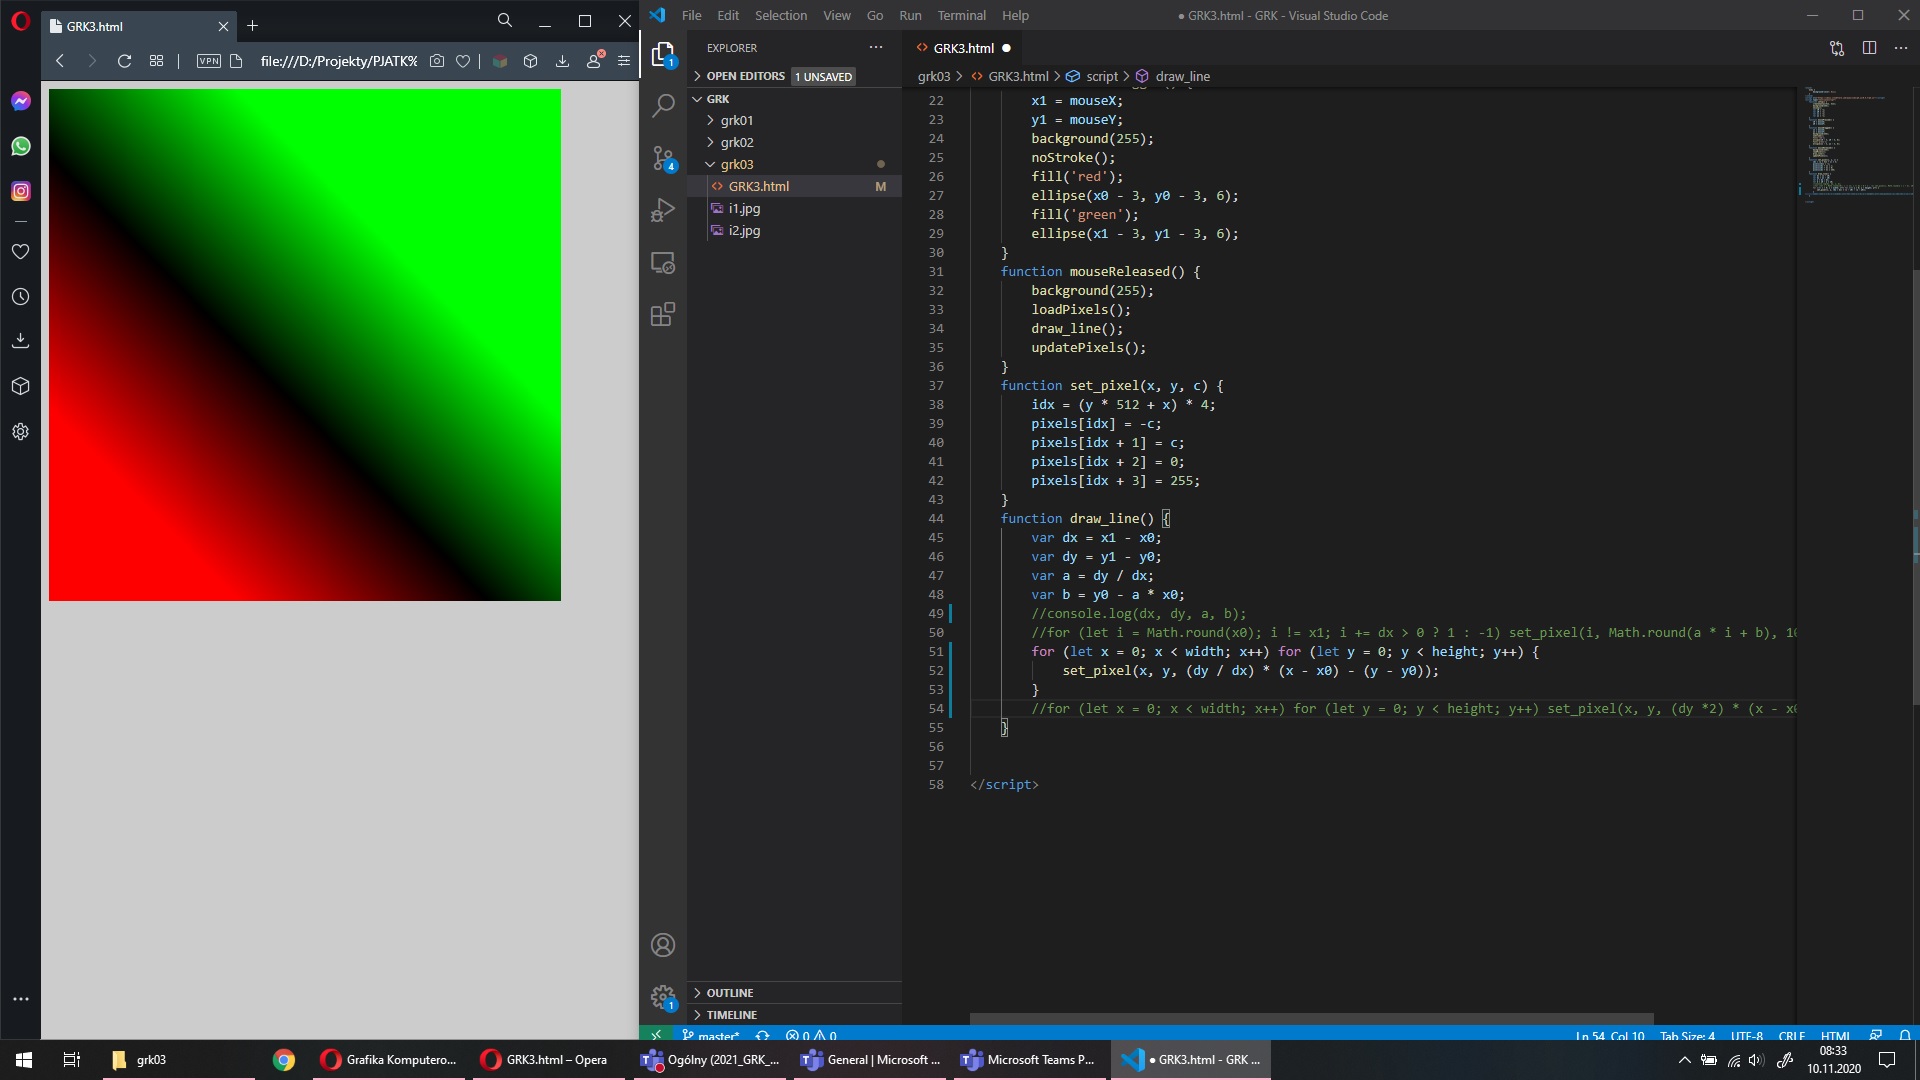 GRK3.html
VPN
file:///D:/Projekty/PJATK%
File Edit Selection View Go Run Terminal Help
● GRK3.html - GRK - Visual Studio Code
EXPLORER
OPEN EDITORS 1 UNSAVED
GRK
grk01
grk02
grk03
GRK3.html M
i1.jpg
i2.jpg
OUTLINE
TIMELINE
1
4
1
GRK3.html ●
grk03 > GRK3.html > script > draw_line
22 x1 = mouseX;
23 y1 = mouseY;
24 background(255);
25 noStroke();
26 fill('red');
27 ellipse(x0 - 3, y0 - 3, 6);
28 fill('green');
29 ellipse(x1 - 3, y1 - 3, 6);
30 }
31 function mouseReleased() {
32 background(255);
33 loadPixels();
34 draw_line();
35 updatePixels();
36 }
37 function set_pixel(x, y, c) {
38 idx = (y * 512 + x) * 4;
39 pixels[idx] = -c;
40 pixels[idx + 1] = c;
41 pixels[idx + 2] = 0;
42 pixels[idx + 3] = 255;
43 }
44 function draw_line() {
45 var dx = x1 - x0;
46 var dy = y1 - y0;
47 var a = dy / dx;
48 var b = y0 - a * x0;
49 //console.log(dx, dy, a, b);
50 //for (let i = Math.round(x0); i != x1; i += dx > 0 ? 1 : -1) set_pixel(i, Math.round(a * i + b), 10
51 for (let x = 0; x < width; x++) for (let y = 0; y < height; y++) {
52 set_pixel(x, y, (dy / dx) * (x - x0) - (y - y0));
53 }
54 //for (let x = 0; x < width; x++) for (let y = 0; y < height; y++) set_pixel(x, y, (dy *2) * (x - x0
55 }
56
57
58 </script>
master* 0 0 Ln 54, Col 10 Tab Size: 4 UTF-8 CRLF HTML
grk03
Grafika Komputero...
GRK3.html – Opera
Ogólny (2021_GRK_...
General | Microsoft ...
Microsoft Teams P...
● GRK3.html - GRK ...
08:33
10.11.2020